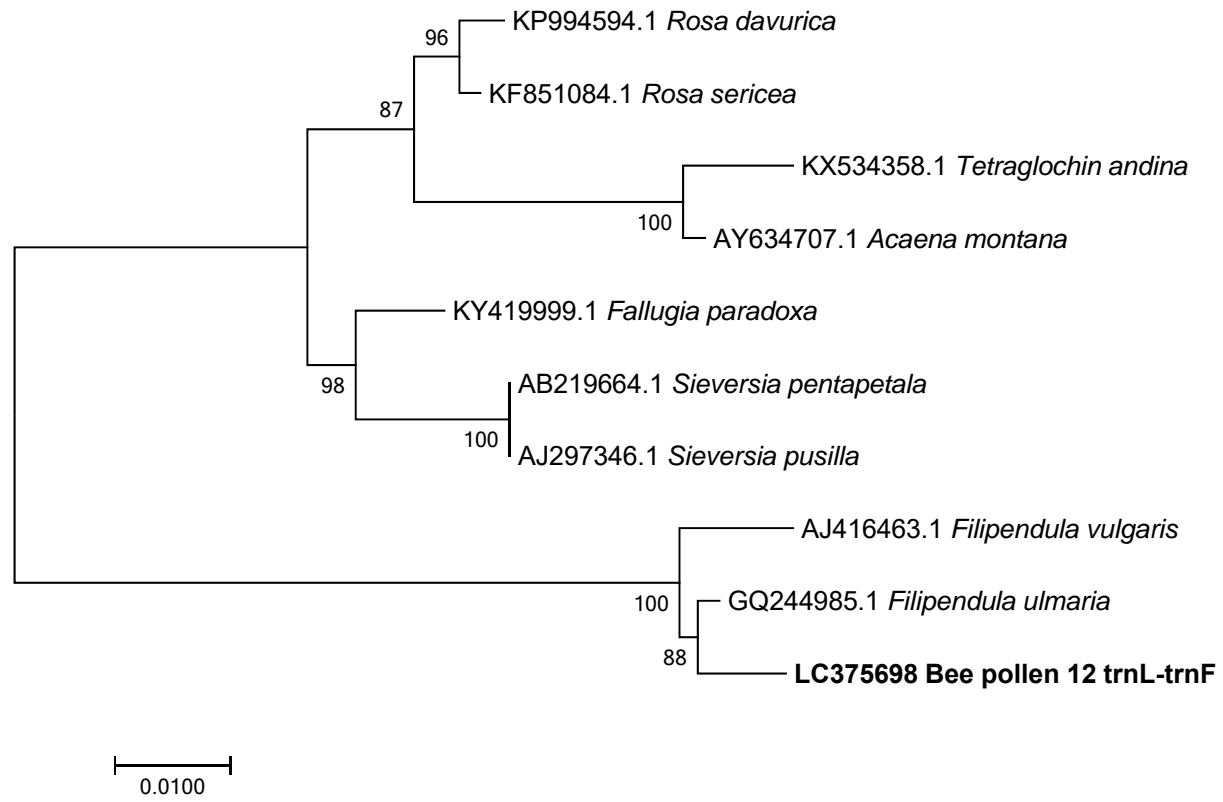 KP994594.1 Rosa davurica
96
KF851084.1 Rosa sericea
87
KX534358.1 Tetraglochin andina
100
AY634707.1 Acaena montana
KY419999.1 Fallugia paradoxa
98
AB219664.1 Sieversia pentapetala
100
AJ297346.1 Sieversia pusilla
AJ416463.1 Filipendula vulgaris
100
GQ244985.1 Filipendula ulmaria
88
LC375698 Bee pollen 12 trnL-trnF
0.0100